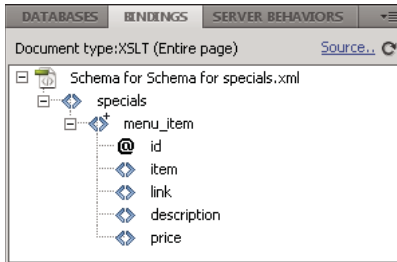 DATABASES BINDINGS SERVER BEHAVIORS
Document type:XSLT (Entire page) Source..
Schema for Schema for specials.xml
specials
menu_item
@ id
item
link
description
price